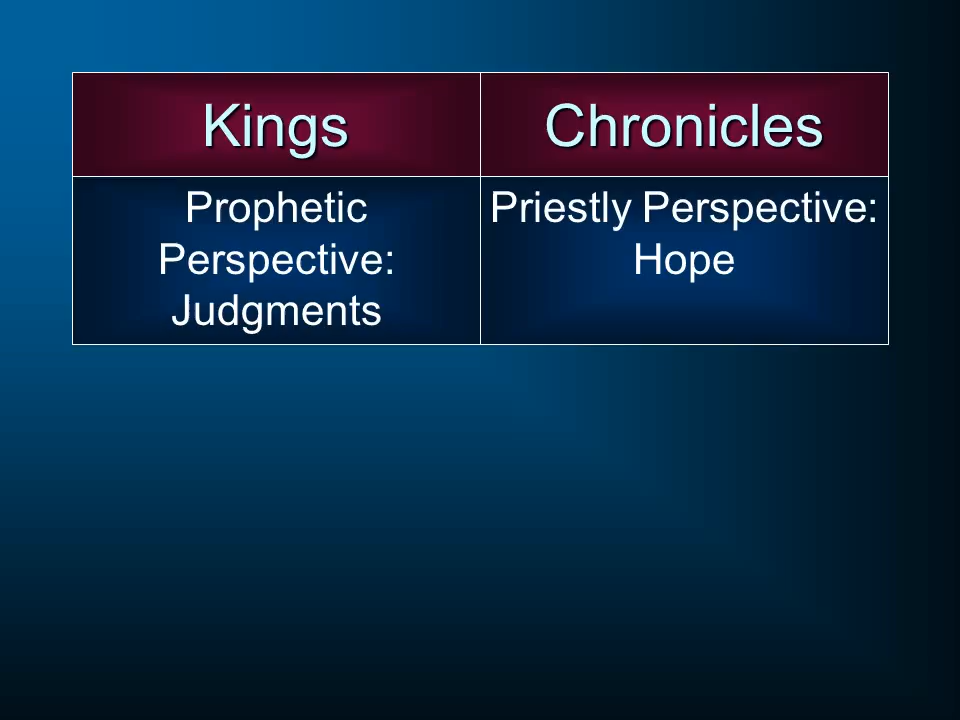 Kings
Chronicles
Prophetic
Perspective:
Judgments
Priestly Perspective:
Hope